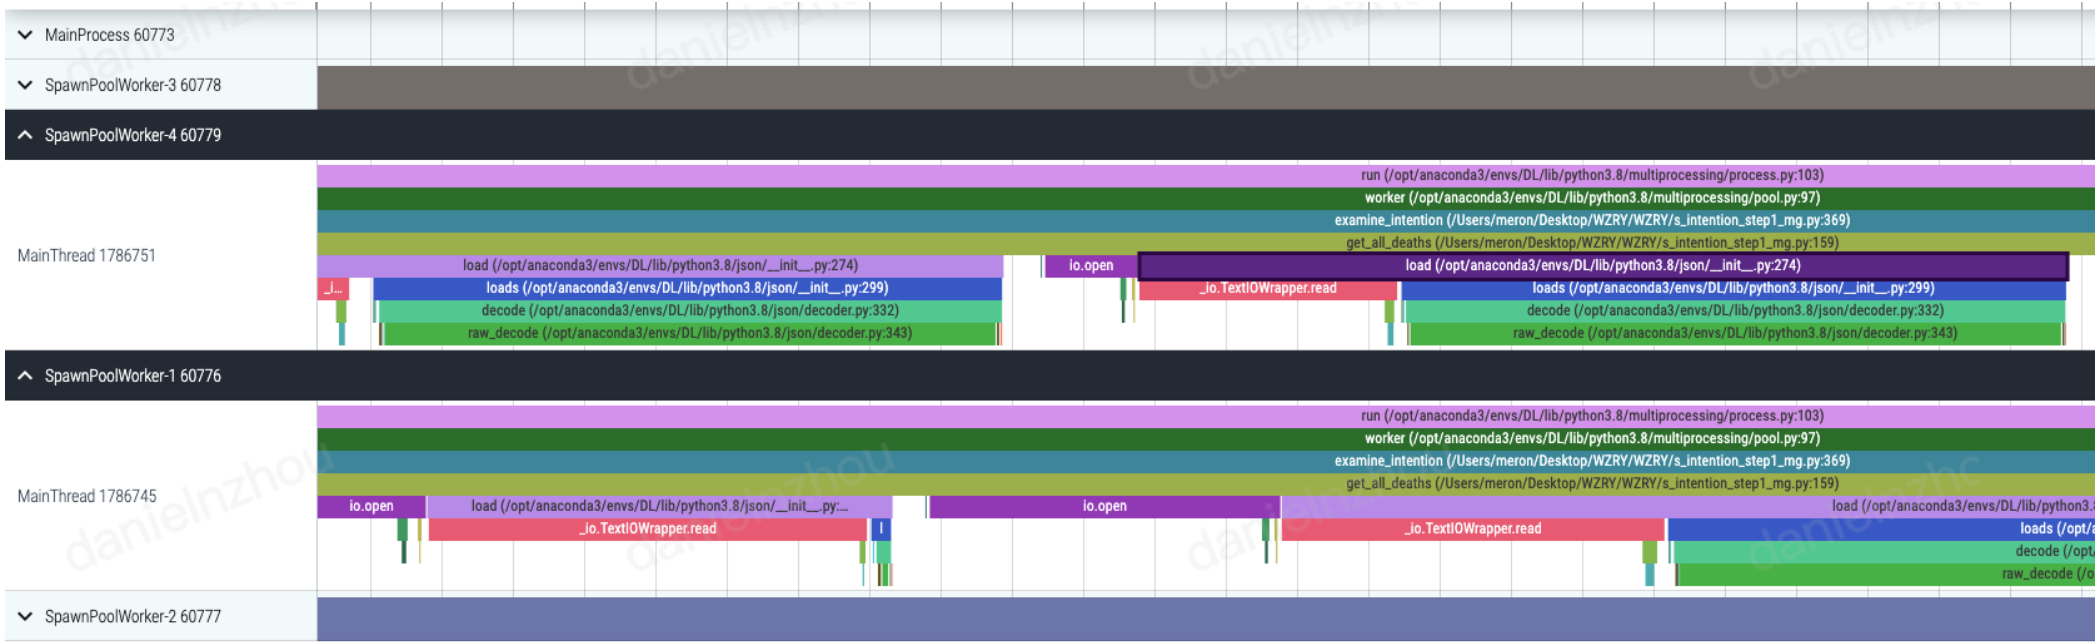 MainProcess 60773
SpawnPoolWorker-3 60778
SpawnPoolWorker-4 60779
MainThread 1786751
run (/opt/anaconda3/envs/DL/lib/python3.8/multiprocessing/process.py:103)
worker (/opt/anaconda3/envs/DL/lib/python3.8/multiprocessing/pool.py:97)
examine_intention (/Users/meron/Desktop/WZRY/WZRY/s_intention_step1_mg.py:369)
get_all_deaths (/Users/meron/Desktop/WZRY/WZRY/s_intention_step1_mg.py:159)
load (/opt/anaconda3/envs/DL/lib/python3.8/json/__init__.py:274) io.open load (/opt/anaconda3/envs/DL/lib/python3.8/json/__init__.py:274)
_i... loads (/opt/anaconda3/envs/DL/lib/python3.8/json/__init__.py:299) _io.TextIOWrapper.read loads (/opt/anaconda3/envs/DL/lib/python3.8/json/__init__.py:299)
decode (/opt/anaconda3/envs/DL/lib/python3.8/json/decoder.py:332) decode (/opt/anaconda3/envs/DL/lib/python3.8/json/decoder.py:332)
raw_decode (/opt/anaconda3/envs/DL/lib/python3.8/json/decoder.py:343) raw_decode (/opt/anaconda3/envs/DL/lib/python3.8/json/decoder.py:343)
SpawnPoolWorker-1 60776
MainThread 1786745
run (/opt/anaconda3/envs/DL/lib/python3.8/multiprocessing/process.py:103)
worker (/opt/anaconda3/envs/DL/lib/python3.8/multiprocessing/pool.py:97)
examine_intention (/Users/meron/Desktop/WZRY/WZRY/s_intention_step1_mg.py:369)
get_all_deaths (/Users/meron/Desktop/WZRY/WZRY/s_intention_step1_mg.py:159)
io.open load (/opt/anaconda3/envs/DL/lib/python3.8/json/__init__.py:... io.open load (/opt/anaconda3/envs/DL/lib/python3.
_io.TextIOWrapper.read l _io.TextIOWrapper.read loads (/opt/
decode (/opt/
raw_decode (/o
SpawnPoolWorker-2 60777
danielnzhou